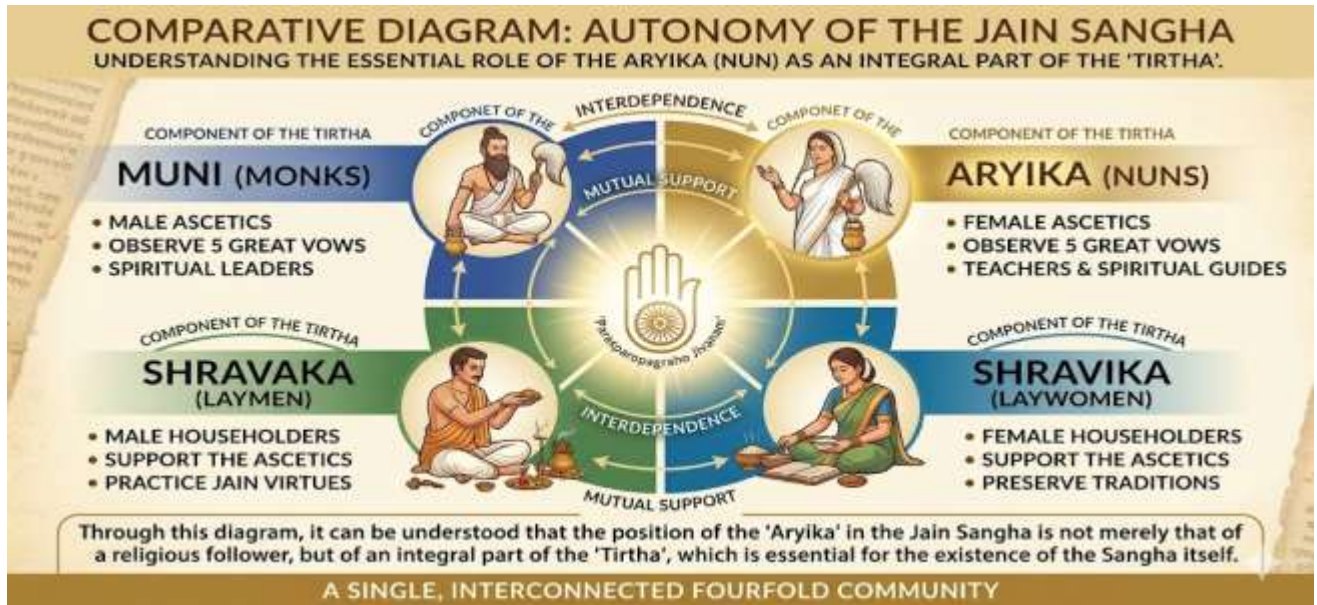 COMPARATIVE DIAGRAM: AUTONOMY OF THE JAIN SANGHA
UNDERSTANDING THE ESSENTIAL ROLE OF THE ARYIKA (NUN) AS AN INTEGRAL PART OF THE 'TIRTHA'.
COMPONET OF THE
INTERDEPENDENCE
COMPONET OF THE
COMPONENT OF THE TIRTHA
MUNI (MONKS)
• MALE ASCETICS
• OBSERVE 5 GREAT VOWS
• SPIRITUAL LEADERS
MUTUAL SUPPORT
COMPONENT OF THE TIRTHA
ARYIKA (NUNS)
• FEMALE ASCETICS
• OBSERVE 5 GREAT VOWS
• TEACHERS & SPIRITUAL GUIDES
COMPONENT OF THE TIRTHA
SHRAVAKA
(LAYMEN)
• MALE HOUSEHOLDERS
• SUPPORT THE ASCETICS
• PRACTICE JAIN VIRTUES
INTERDEPENDENCE
MUTUAL SUPPORT
COMPONENT OF THE TIRTHA
SHRAVIKA
(LAYWOMEN)
• FEMALE HOUSEHOLDERS
• SUPPORT THE ASCETICS
• PRESERVE TRADITIONS
Through this diagram, it can be understood that the position of the 'Aryika' in the Jain Sangha is not merely that of
a religious follower, but of an integral part of the 'Tirtha', which is essential for the existence of the Sangha itself.
A SINGLE, INTERCONNECTED FOURFOLD COMMUNITY